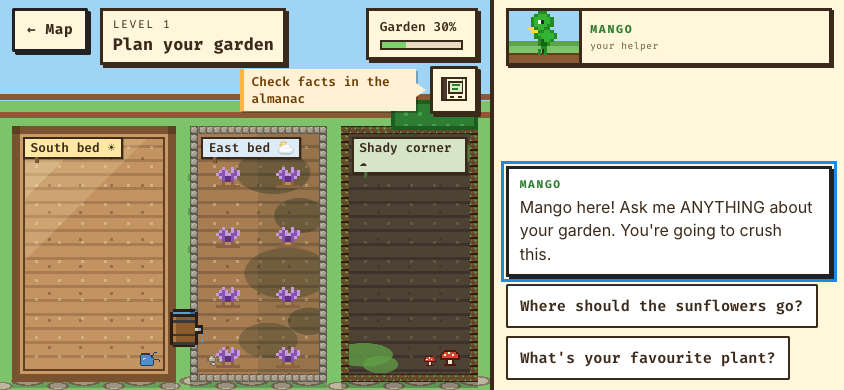 ← Map
LEVEL 1
Plan your garden
Garden 30%
Check facts in the
almanac
South bed ☀
East bed ⛅
Shady corner
☁
MANGO
your helper
MANGO
Mango here! Ask me ANYTHING about
your garden. You're going to crush
this.
Where should the sunflowers go?
What's your favourite plant?